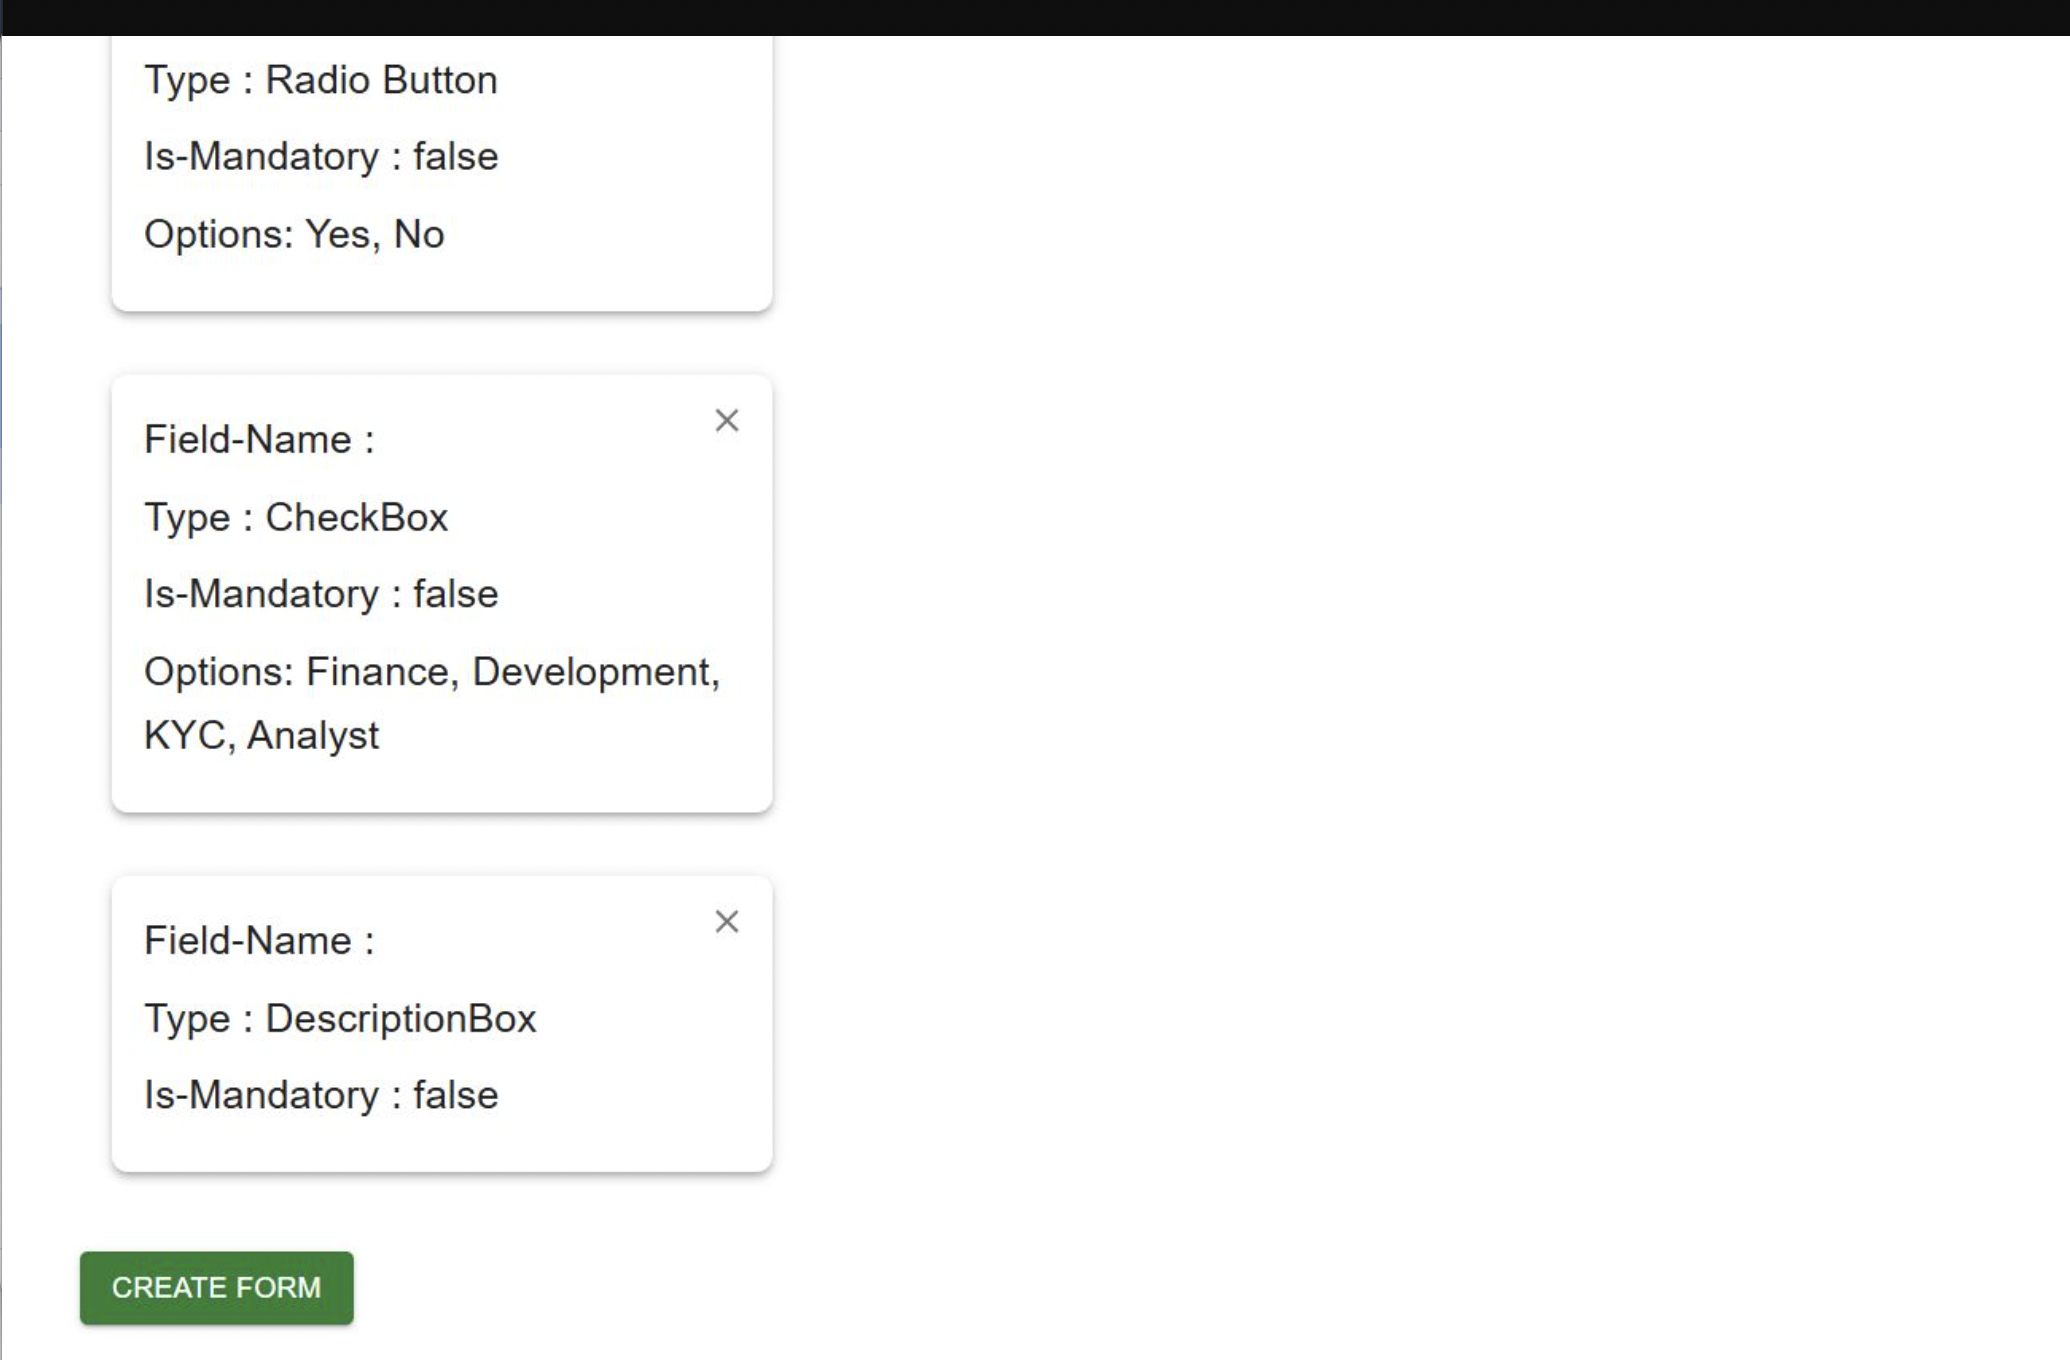 Type : Radio Button
Is-Mandatory : false
Options: Yes, No
Field-Name :
Type : CheckBox
Is-Mandatory : false
Options: Finance, Development,
KYC, Analyst
Field-Name :
Type : DescriptionBox
Is-Mandatory : false
CREATE FORM